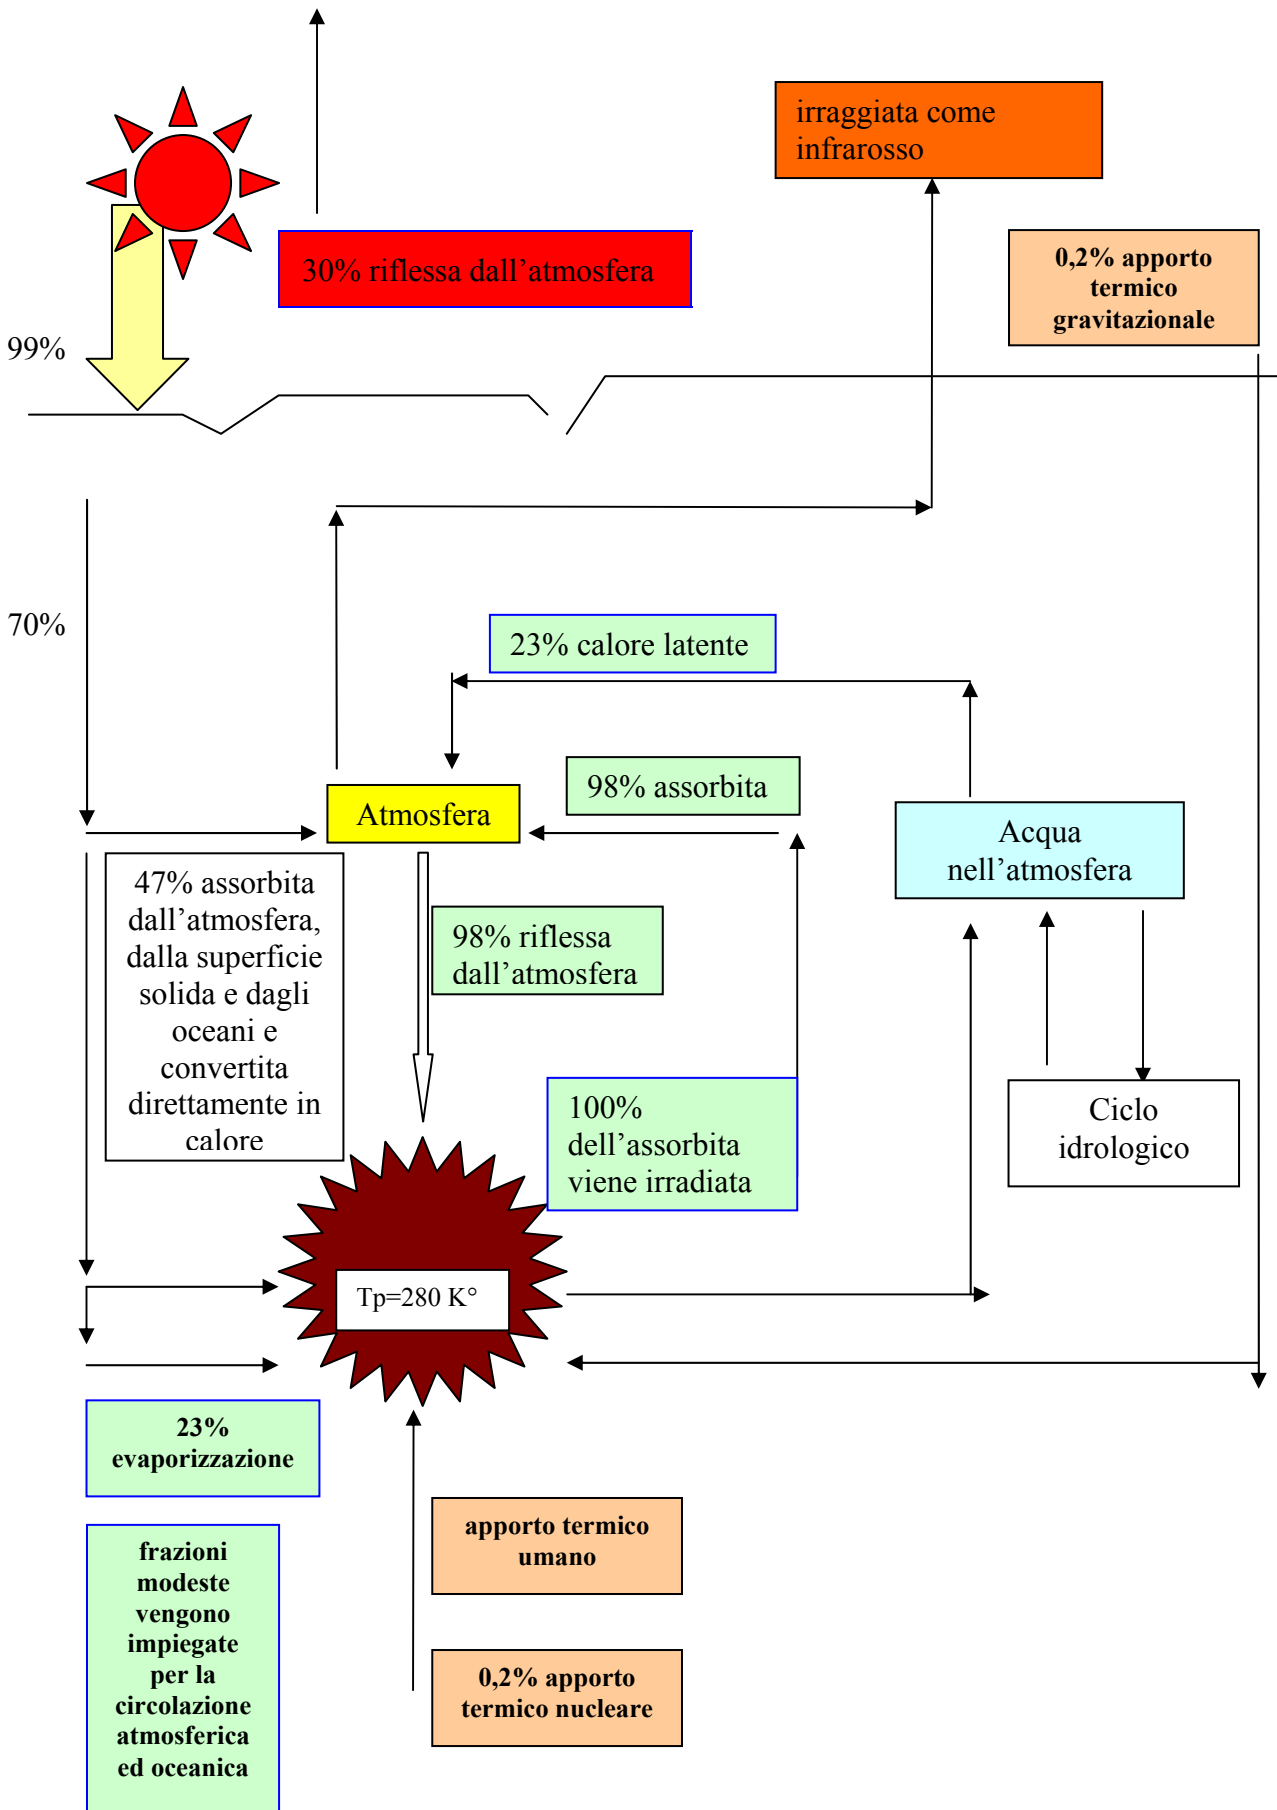 irraggiata come
infrarosso
30% riflessa dall’atmosfera
0,2% apporto
termico
gravitazionale
99%
70%
23% calore latente
98% assorbita
Atmosfera
Acqua
nell’atmosfera
47% assorbita
dall’atmosfera,
dalla superficie
solida e dagli
oceani e
convertita
direttamente in
calore
98% riflessa
dall’atmosfera
100%
dell’assorbita
viene irradiata
Ciclo
idrologico
Tp=280 K°
23%
evaporizzazione
apporto termico
umano
frazioni
modeste
vengono
impiegate
per la
circolazione
atmosferica
ed oceanica
0,2% apporto
termico nucleare